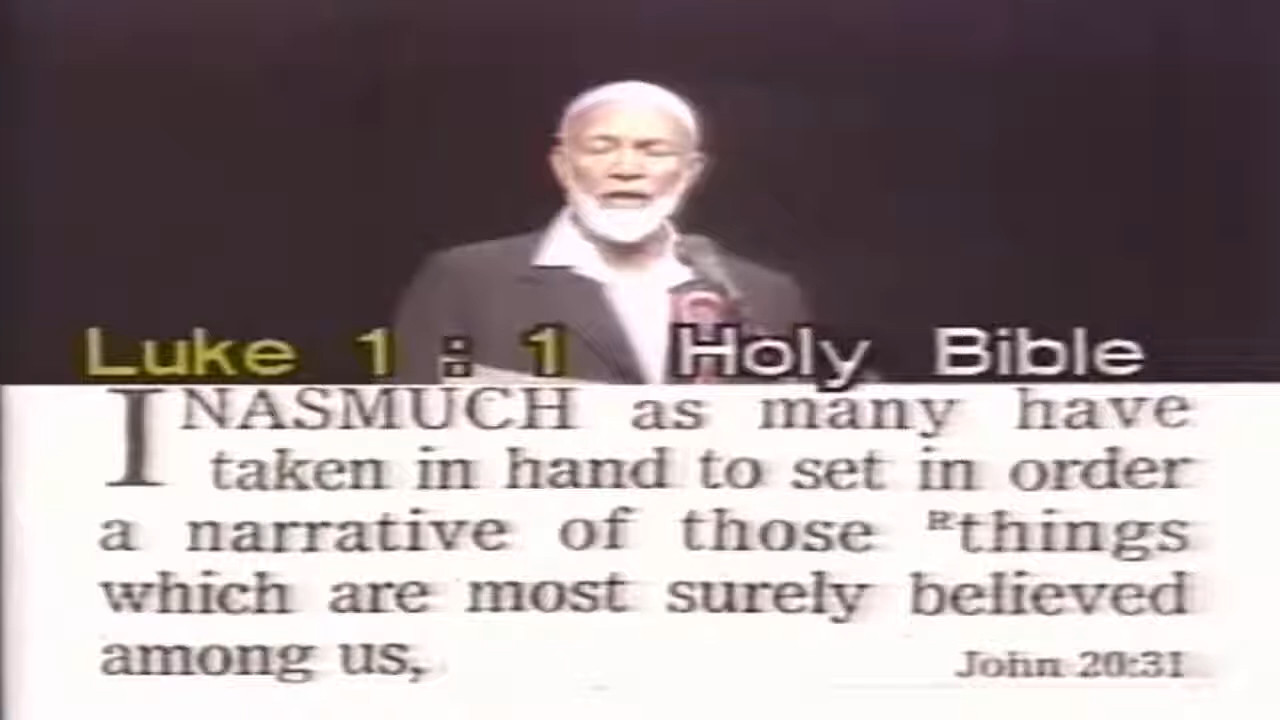 Luke 1 : 1 Holy Bible
INASMUCH as many have
taken in hand to set in order
a narrative of those ᴿthings
which are most surely believed
among us, John 20:31